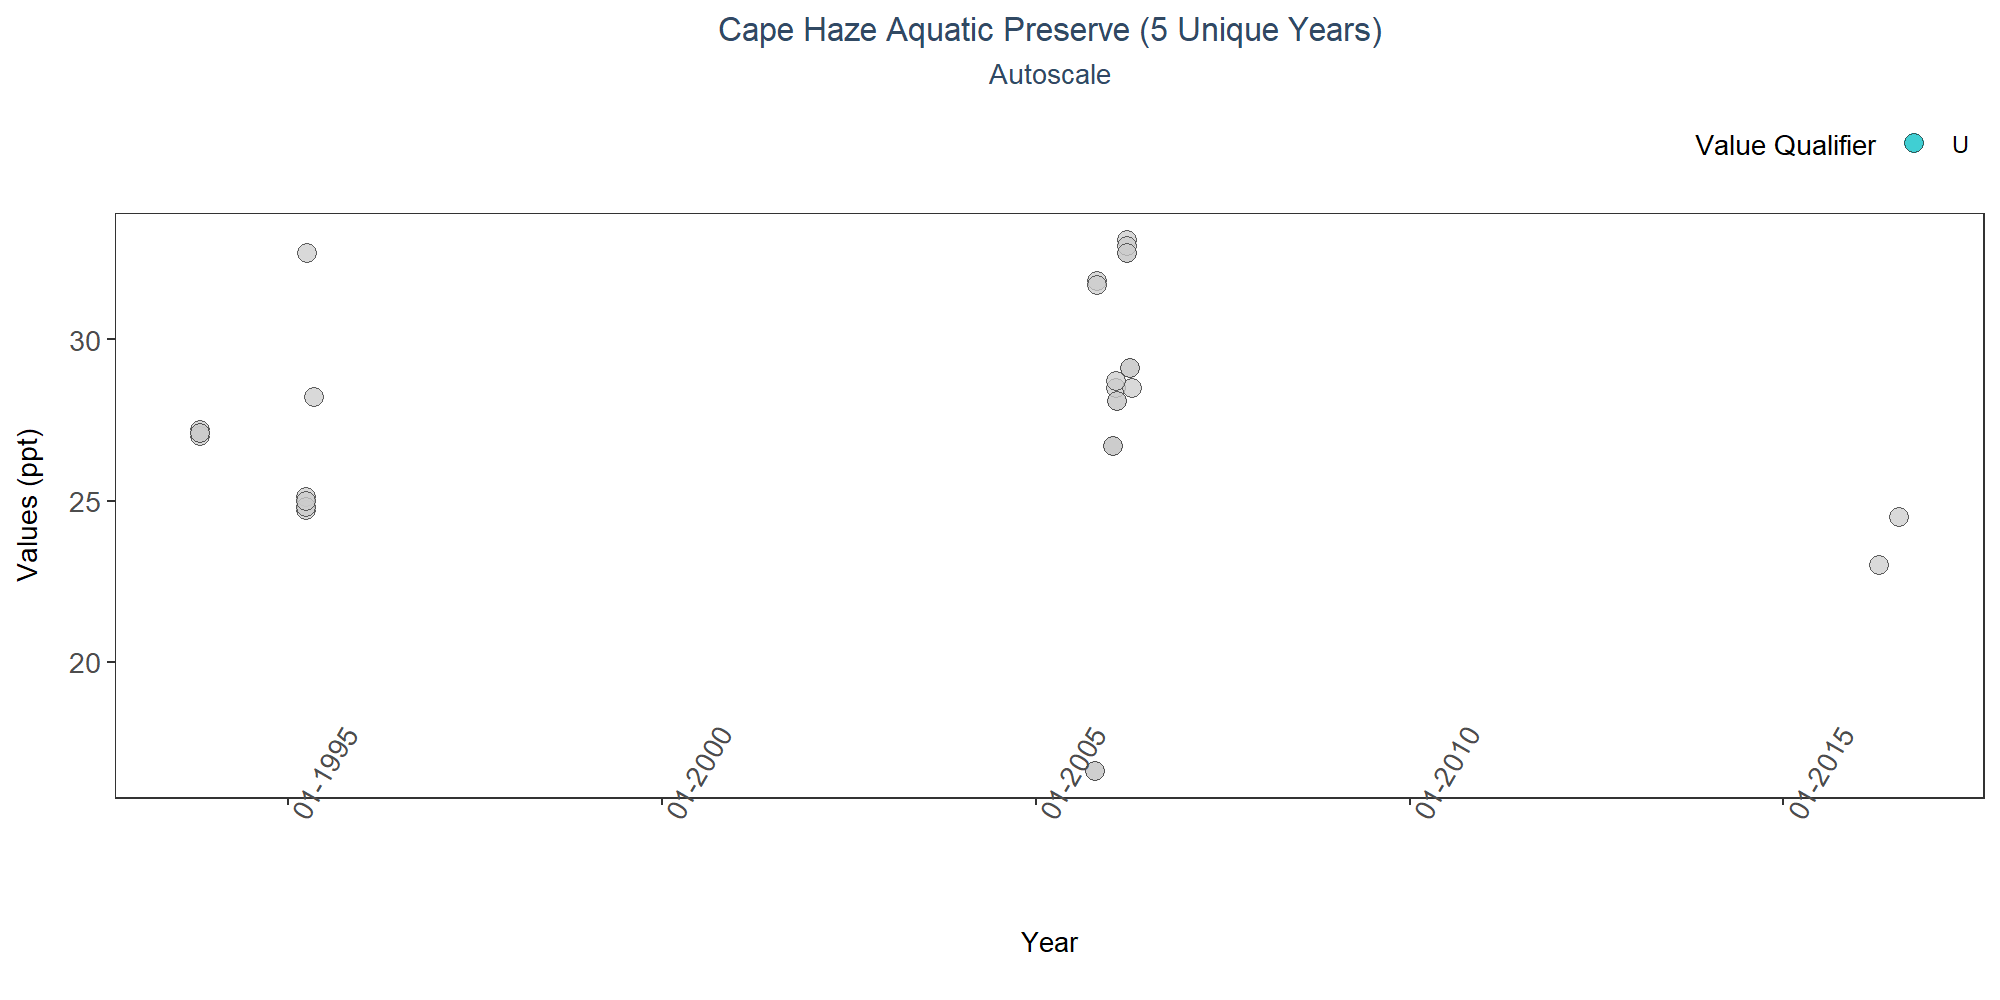 Cape Haze Aquatic Preserve (5 Unique Years)
Autoscale
Value Qualifier U
Values (ppt)
30
25
20
01-1995
01-2000
01-2005
01-2010
01-2015
Year